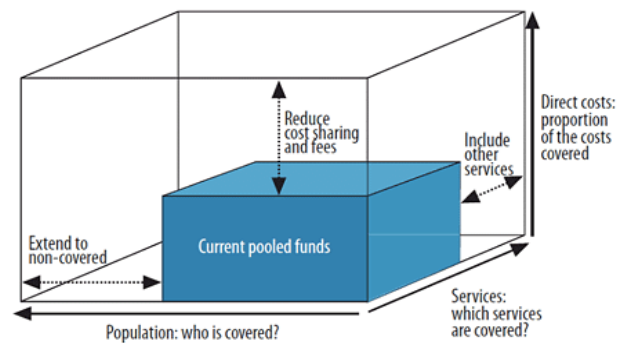 Reduce
cost sharing
and fees
Include
other
services
Direct costs:
proportion
of the costs
covered
Extend to
non-covered
Current pooled funds
Population: who is covered?
Services:
which services
are covered?